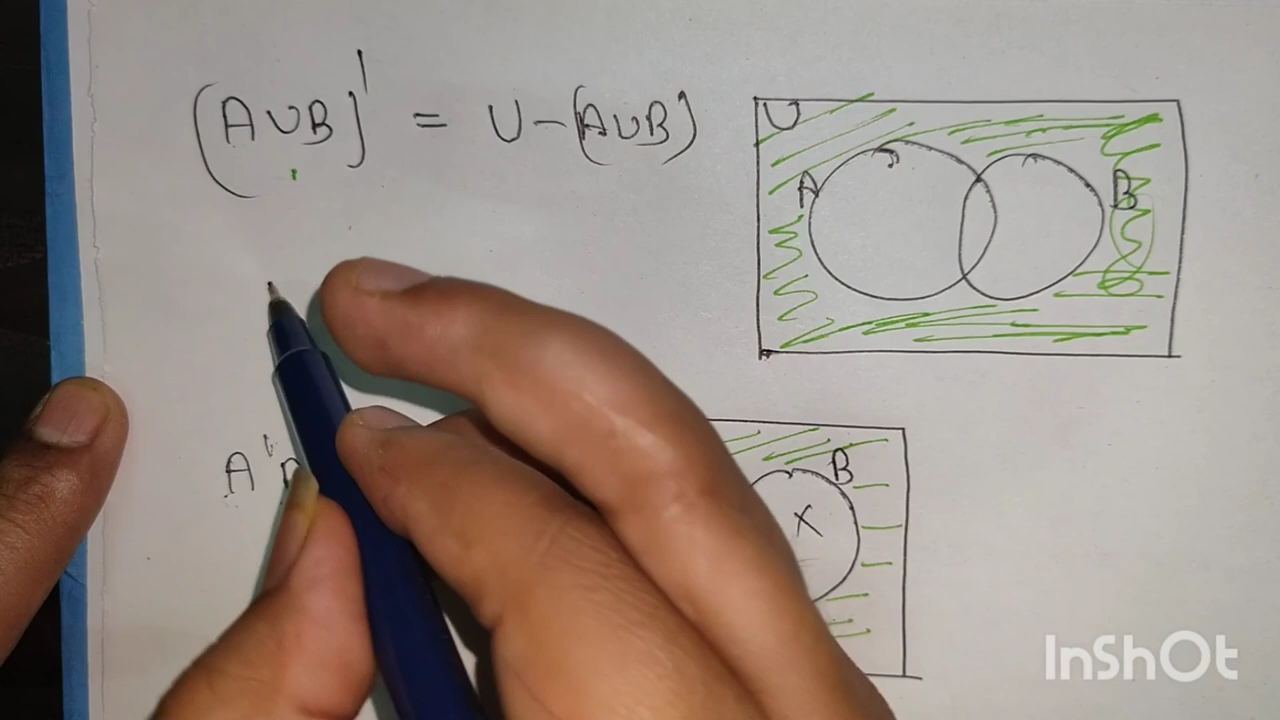 (A∪B)' = U-(A∪B)
U
A
B
A'
B
X
InShOt